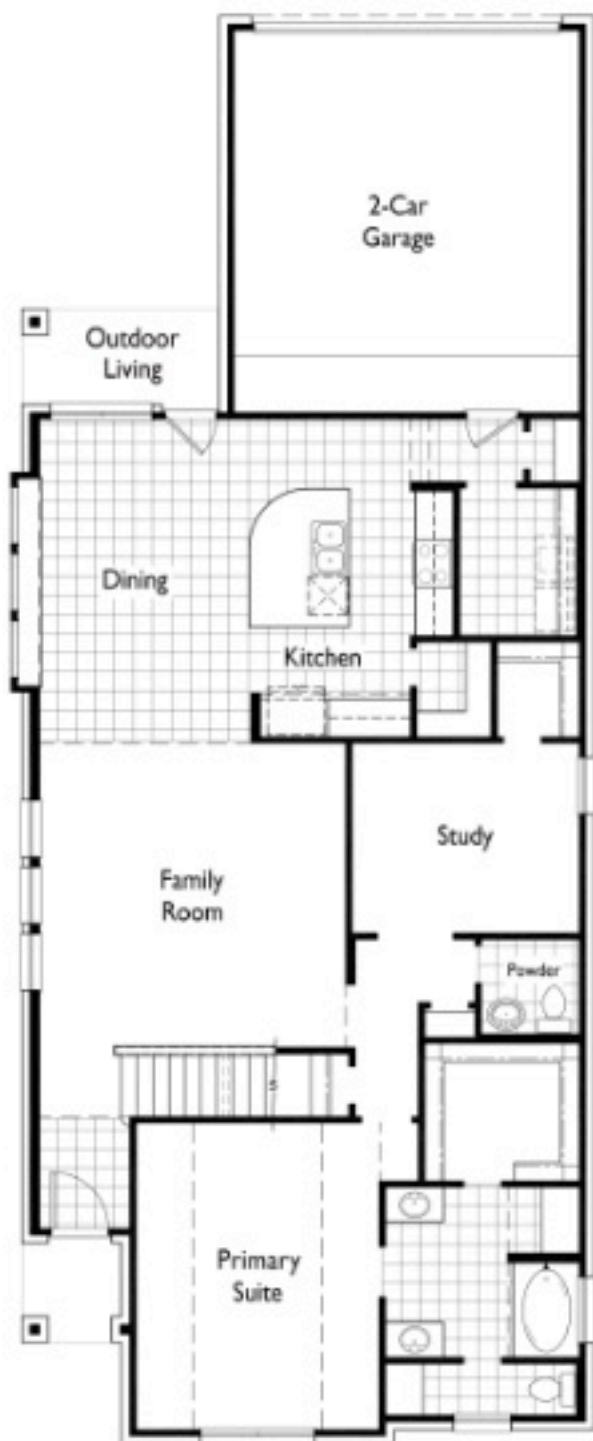 2-Car
Garage
Outdoor
Living
Dining
Kitchen
Study
Family
Room
Powder
Primary
Suite